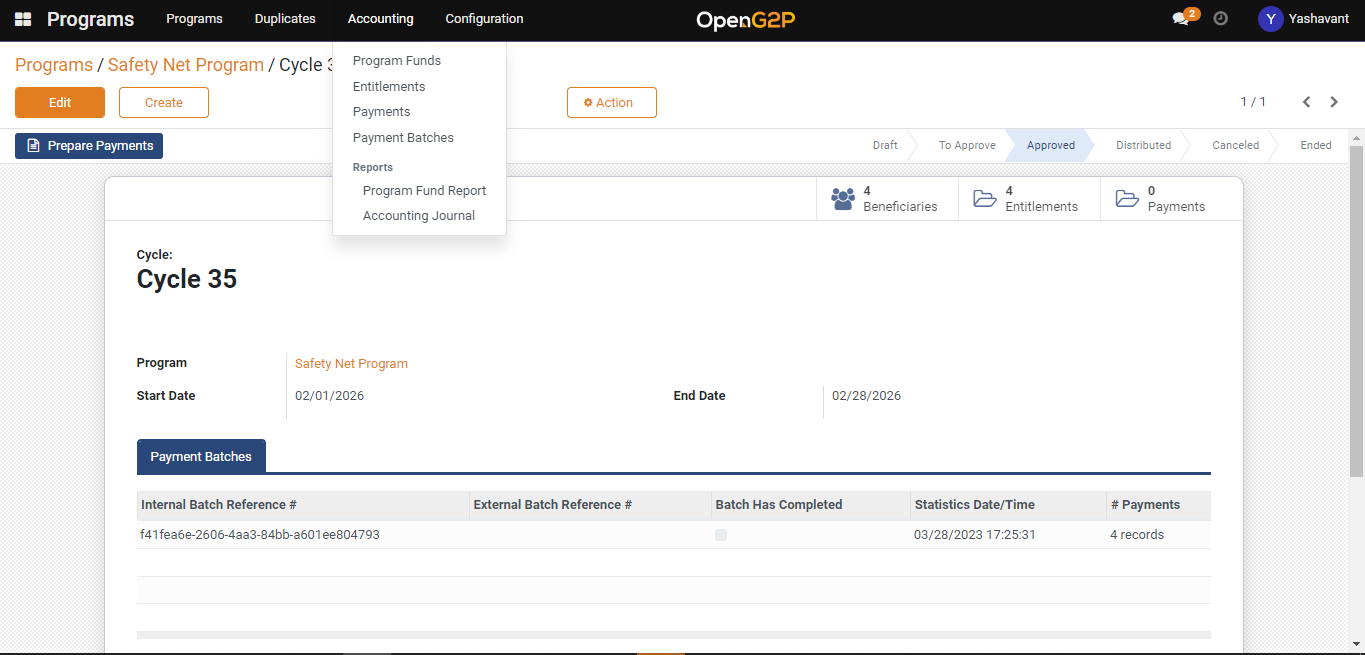 Programs Programs Duplicates Accounting Configuration OpenG2P 2 Y Yashavant
Programs / Safety Net Program / Cycle 3
Edit Create Action 1 / 1
Program Funds
Entitlements
Payments
Payment Batches
Reports
Program Fund Report
Accounting Journal
Prepare Payments Draft To Approve Approved Distributed Canceled Ended
4 Beneficiaries
4 Entitlements
0 Payments
Cycle:
Cycle 35
Program Safety Net Program
Start Date 02/01/2026 End Date 02/28/2026
Payment Batches
Internal Batch Reference # External Batch Reference # Batch Has Completed Statistics Date/Time # Payments
f41fea6e-2606-4aa3-84bb-a601ee804793 03/28/2023 17:25:31 4 records